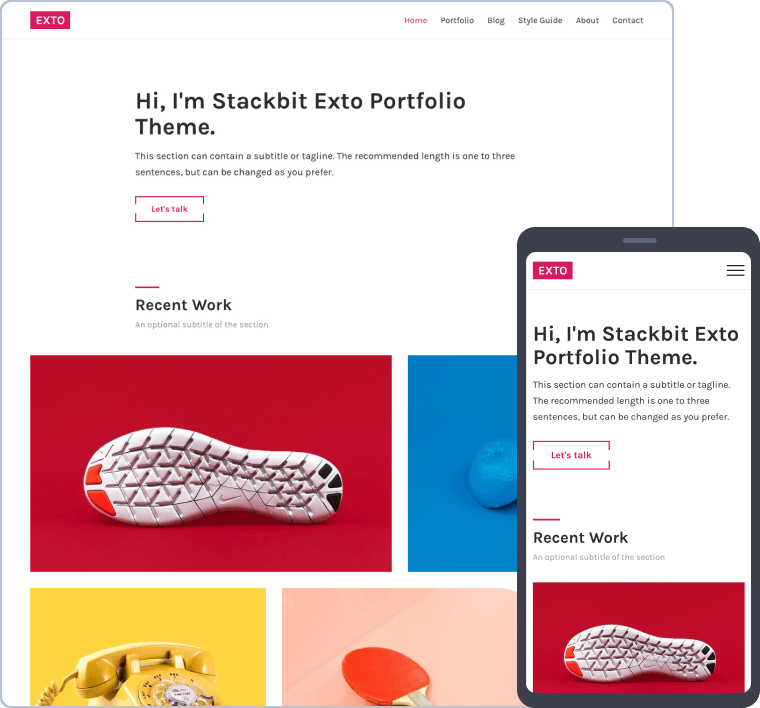 EXTO
Home Portfolio Blog Style Guide About Contact
Hi, I'm Stackbit Exto Portfolio
Theme.
This section can contain a subtitle or tagline. The recommended length is one to three
sentences, but can be changed as you prefer.
Let's talk
Recent Work
An optional subtitle of the section
EXTO
Hi, I'm Stackbit Exto
Portfolio Theme.
This section can contain a subtitle or tagline.
The recommended length is one to three
sentences, but can be changed as you prefer.
Let's talk
Recent Work
An optional subtitle of the section